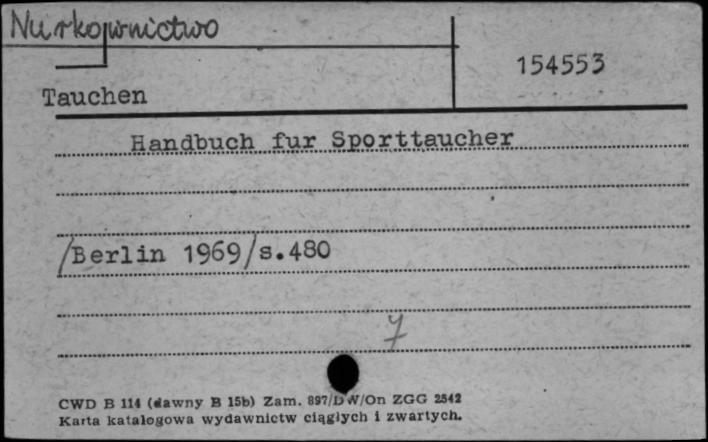 Nurkownictwo
154553
Tauchen
Handbuch fur Sporttaucher
/Berlin 1969/s.480
7
CWD B 114 (dawny B 15b) Zam. 897/DW/On ZGG 2542
Karta katalogowa wydawnictw ciągłych i zwartych.